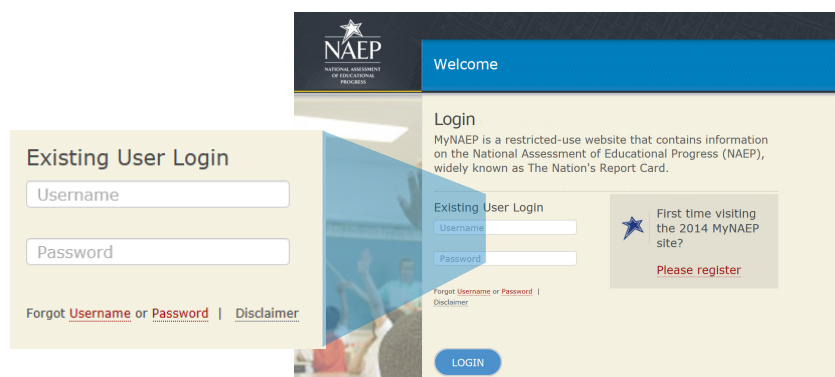 NAEP
NATIONAL ASSESSMENT
OF EDUCATIONAL
PROGRESS
Welcome
Login
MyNAEP is a restricted-use website that contains information
on the National Assessment of Educational Progress (NAEP),
widely known as The Nation's Report Card.
Existing User Login
Username
Password
Forgot Username or Password | Disclaimer
Existing User Login
Username
Password
Forgot Username or Password |
Disclaimer
First time visiting
the 2014 MyNAEP
site?
Please register
LOGIN